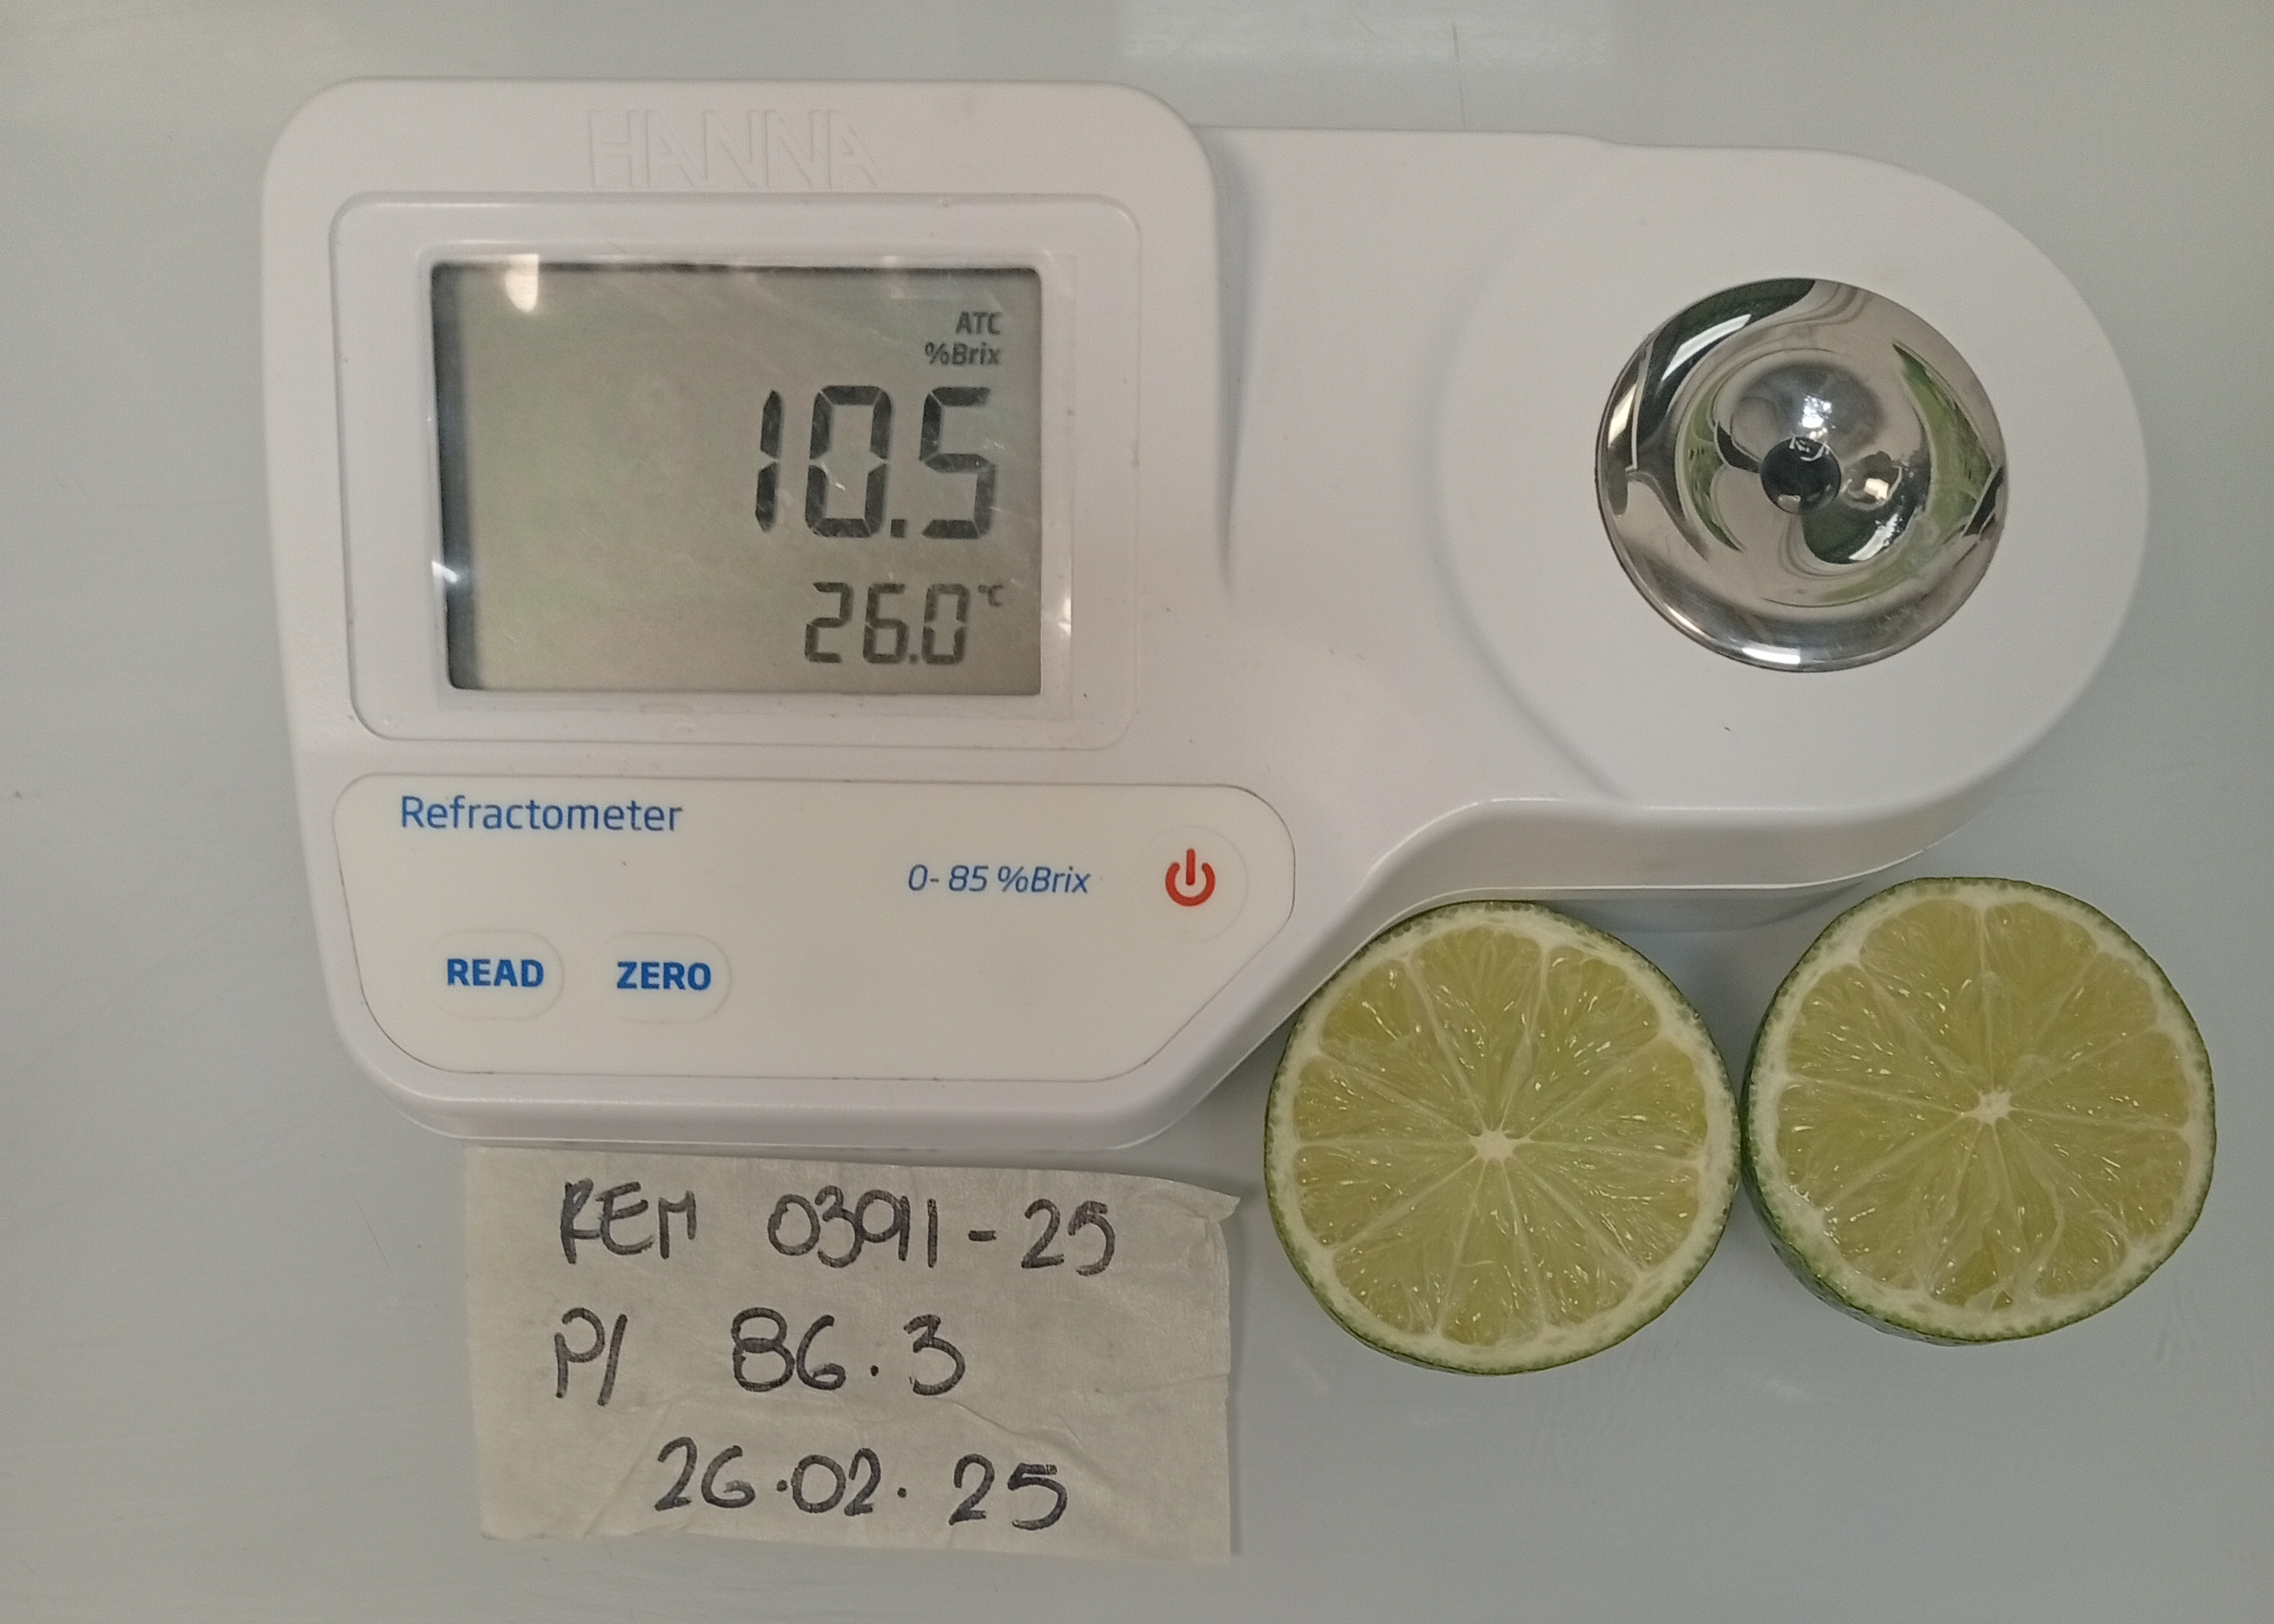 HANNA
ATC
%Brix
10.5
26.0°C
Refractometer
0- 85 %Brix
READ ZERO
REM 03911-25
P/ 86.3
26.02.25